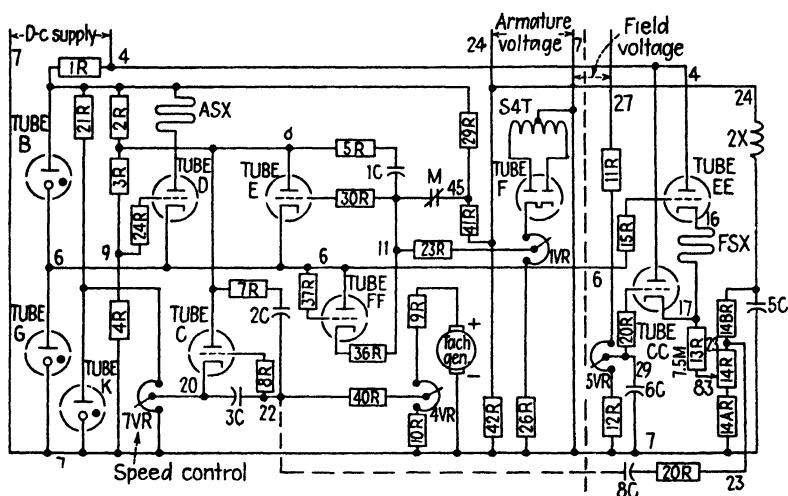 D-c supply
Armature voltage
Field voltage
7
4
24
7
27
4
24
1R
21R
2R
ASX
5R
29R
S4T
11R
2X
TUBE B
TUBE D
TUBE E
TUBE F
TUBE EE
3R
1C
M
45
30R
41R
24R
15R
16
FSX
6
9
6
11
23R
1VR
6
TUBE G
4R
7R
2C
37R
TUBE FF
9R
17
14BR
5C
TUBE C
36R
Tach gen.
+
-
20R
TUBE CC
7.5M
13R
23
TUBE K
20
8R
5VR
29
14R
7VR
3C
22
40R
4VR
6C
83
10R
42R
26R
12R
14AR
7
Speed control
7
8C
20R
23